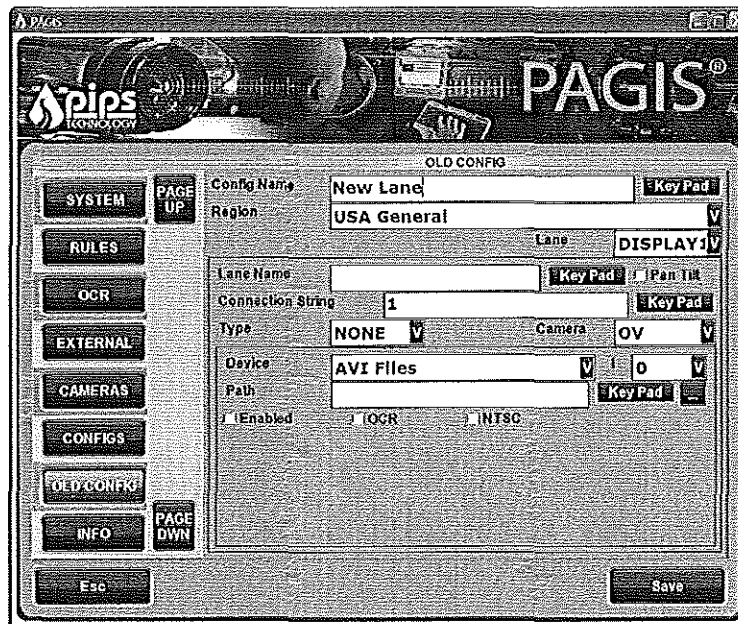 PAGIS
pips
TECHNOLOGY
PAGIS®
OLD CONFIG
SYSTEM
PAGE UP
RULES
OCR
EXTERNAL
CAMERAS
CONFIGS
OLD CONFIG
INFO
PAGE DWN
Config Name New Lane Key Pad
Region USA General V
Lane DISPLAY1 V
Lane Name Key Pad Pan Tilt
Connection String 1 Key Pad
Type NONE V Camera OV V
Device AVI Files V 0 V
Path Key Pad ...
Enabled OCR NTSC
Esc Save